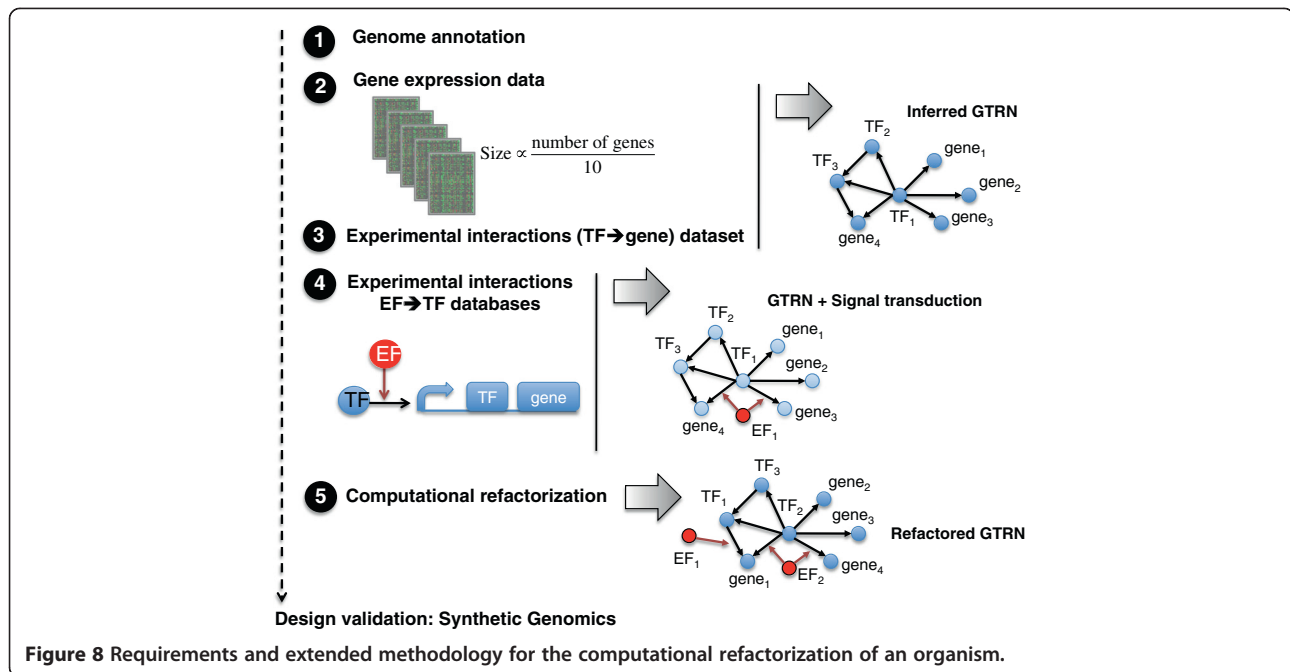 1 Genome annotation
2 Gene expression data
Size ∝ number of genes / 10
3 Experimental interactions (TF➔gene) dataset
Inferred GTRN
TF2
gene1
TF3
gene2
TF1
gene3
gene4
4 Experimental interactions
EF➔TF databases
EF
TF
TF
gene
GTRN + Signal transduction
TF2
gene1
TF3
TF1
gene2
gene3
gene4
EF1
5 Computational refactorization
TF3
gene2
TF1
TF2
gene3
Refactored GTRN
EF1
gene1
EF2
gene4
Design validation: Synthetic Genomics
Figure 8 Requirements and extended methodology for the computational refactorization of an organism.